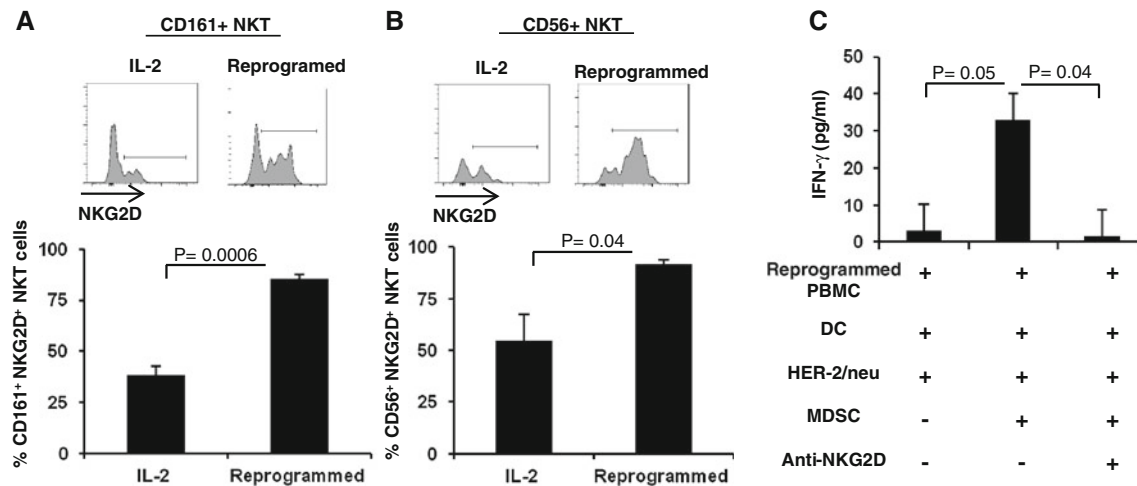 A
CD161+ NKT
IL-2
Reprogramed
NKG2D
% CD161+ NKG2D+ NKT cells
100
75
50
25
0
P= 0.0006
IL-2
Reprogrammed
B
CD56+ NKT
IL-2
Reprogrammed
NKG2D
% CD56+ NKG2D+ NKT cells
100
75
50
25
0
P= 0.04
IL-2
Reprogrammed
C
IFN-γ (pg/ml)
50
40
30
20
10
0
P= 0.05
P= 0.04
Reprogrammed PBMC + + +
DC + + +
HER-2/neu + + +
MDSC - + +
Anti-NKG2D - - +